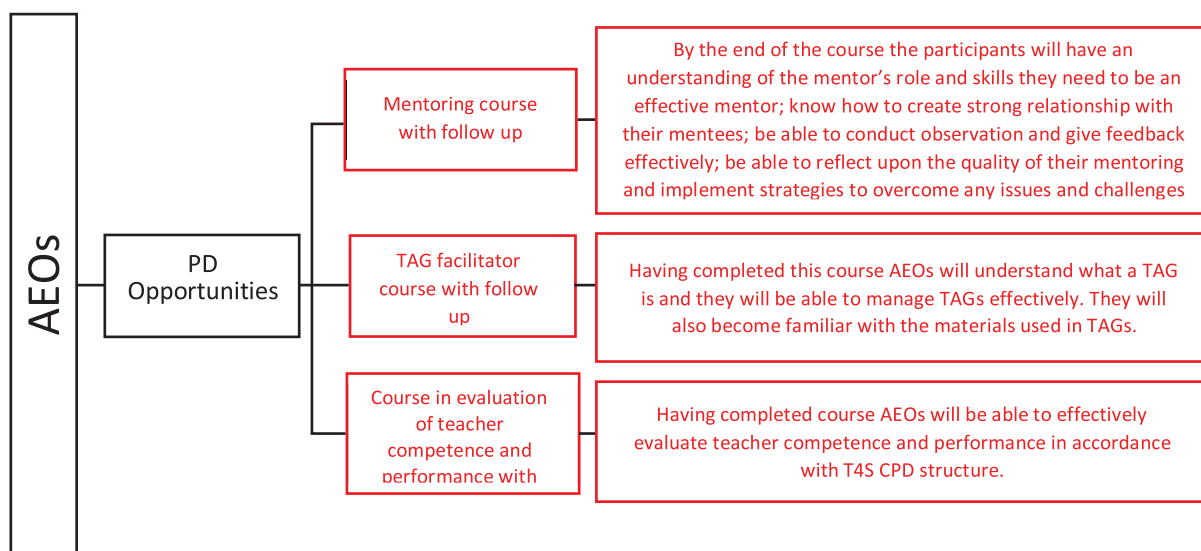 AEOs
PD
Opportunities
Mentoring course
with follow up
By the end of the course the participants will have an
understanding of the mentor’s role and skills they need to be an
effective mentor; know how to create strong relationship with
their mentees; be able to conduct observation and give feedback
effectively; be able to reflect upon the quality of their mentoring
and implement strategies to overcome any issues and challenges
TAG facilitator
course with follow
up
Having completed this course AEOs will understand what a TAG
is and they will be able to manage TAGs effectively. They will
also become familiar with the materials used in TAGs.
Course in evaluation
of teacher
competence and
performance with
Having completed course AEOs will be able to effectively
evaluate teacher competence and performance in accordance
with T4S CPD structure.